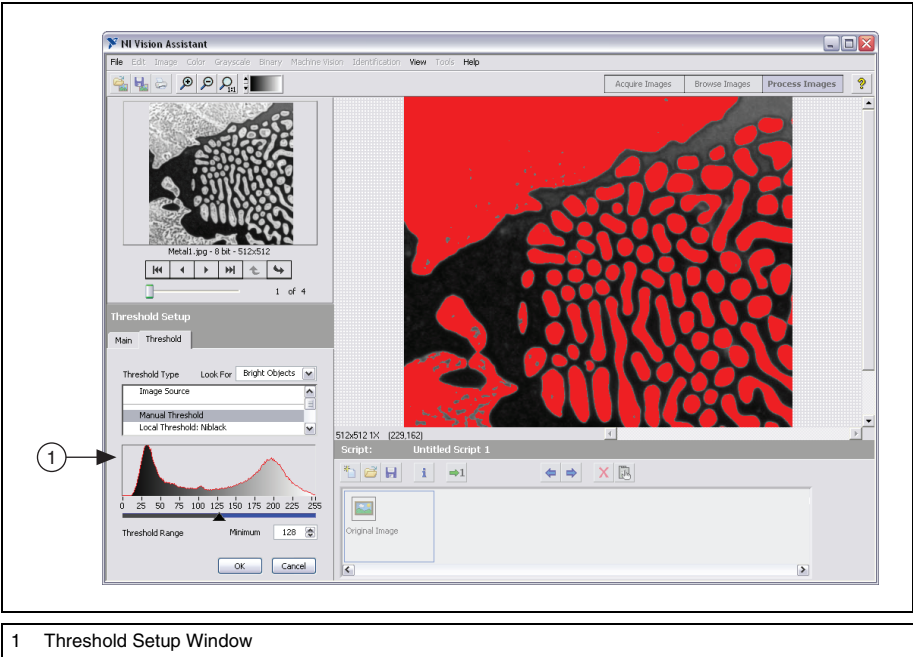 NI Vision Assistant
File Edit Image Color Grayscale Binary Machine Vision Identification View Tools Help
1:1
Acquire Images Browse Images Process Images ?
Metal1.jpg - 8 bit - 512x512
1 of 4
Threshold Setup
Main Threshold
Threshold Type Look For Bright Objects
Image Source
Manual Threshold
Local Threshold: Niblack
1
0 25 50 75 100 125 150 175 200 225 255
Threshold Range Minimum 128
OK Cancel
512x512 1X (229,162)
Script: Untitled Script 1
i ⇒1 X
Original Image
1 Threshold Setup Window